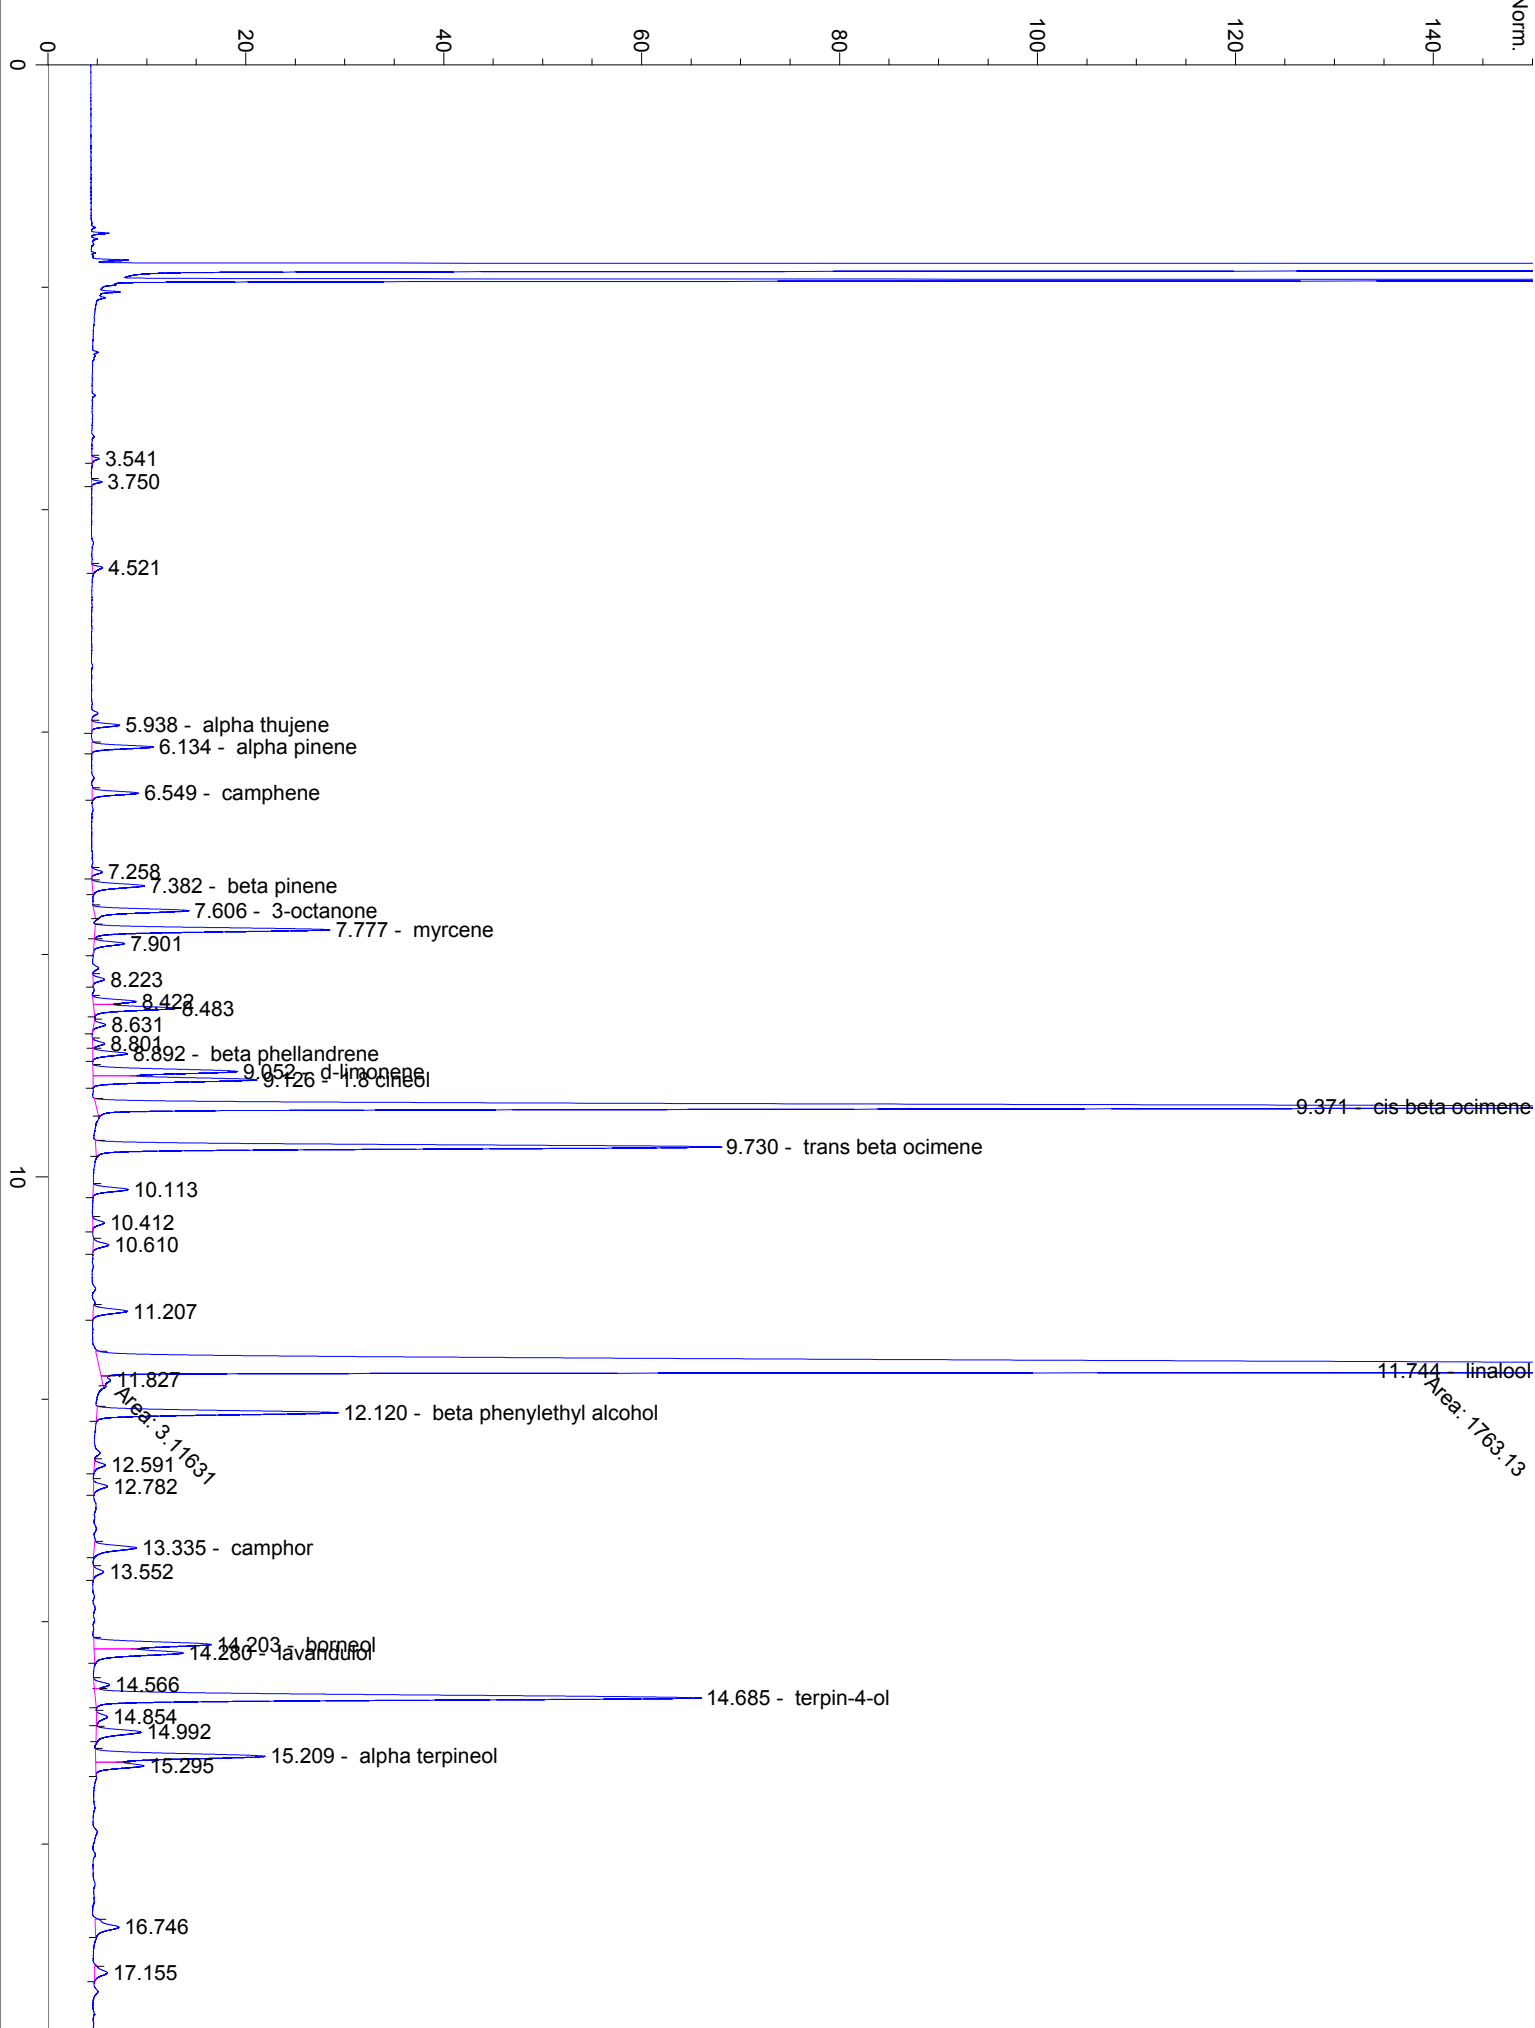 Norm.
0
20
40
60
80
100
120
140
0
3.541
3.750
4.521
5.938 - alpha thujene
6.134 - alpha pinene
6.549 - camphene
7.258
7.382 - beta pinene
7.606 - 3-octanone
7.777 - myrcene
7.901
8.223
8.422
8.483
8.631
8.801
8.892 - beta phellandrene
9.052 - d-limonene
9.126 - 1.8 cineol
9.371 - cis beta ocimene
9.730 - trans beta ocimene
10
10.113
10.412
10.610
11.207
11.744 - linalool
Area: 1763.13
11.827
Area: 3.11631
12.120 - beta phenylethyl alcohol
12.591
12.782
13.335 - camphor
13.552
14.203 - borneol
14.280 - lavandulol
14.566
14.685 - terpin-4-ol
14.854
14.992
15.209 - alpha terpineol
15.295
16.746
17.155